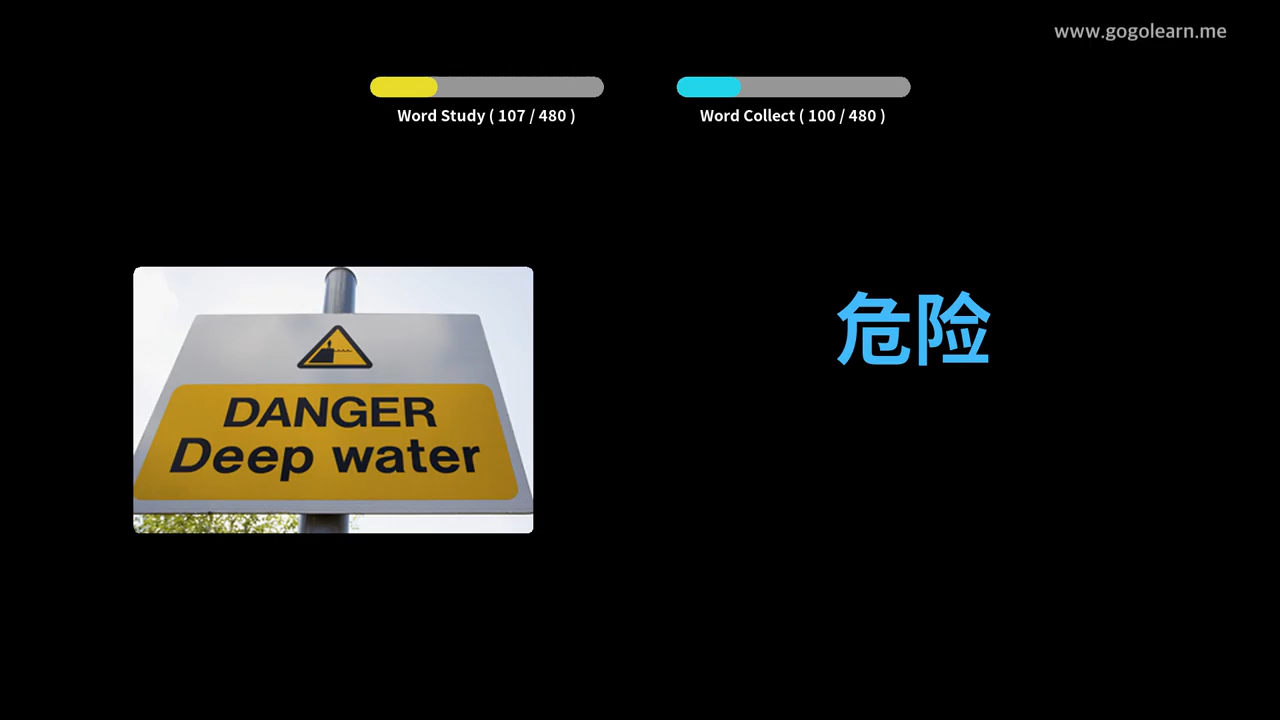 www.gogolearn.me
Word Study ( 107 / 480 )
Word Collect ( 100 / 480 )
DANGER
Deep water
危险